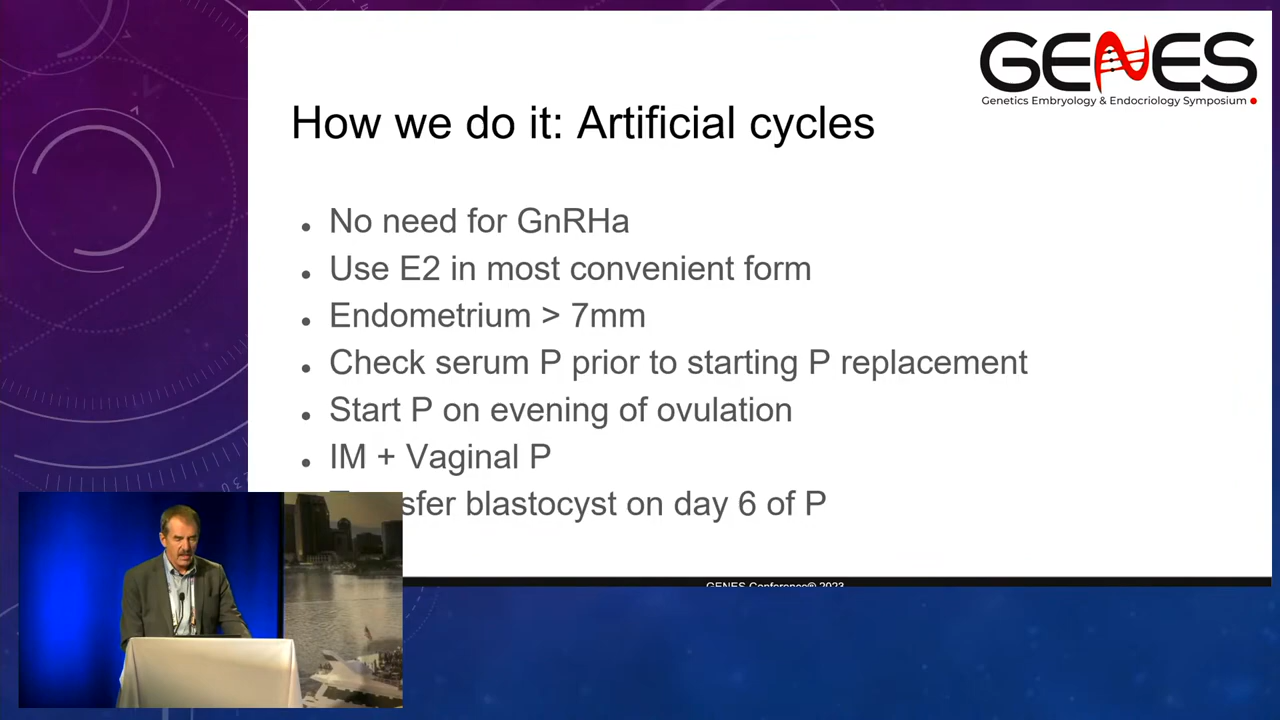 GENES
Genetics Embryology & Endocriology Symposium
How we do it: Artificial cycles
No need for GnRHa
Use E2 in most convenient form
Endometrium > 7mm
Check serum P prior to starting P replacement
Start P on evening of ovulation
IM + Vaginal P
blastocyst on day 6 of P
GENES Conference® 2023